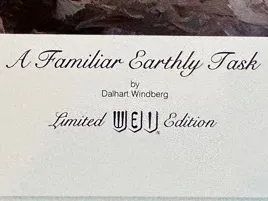 A Familiar Earthly Task
by
Dalhart Windberg
Limited WEI Edition